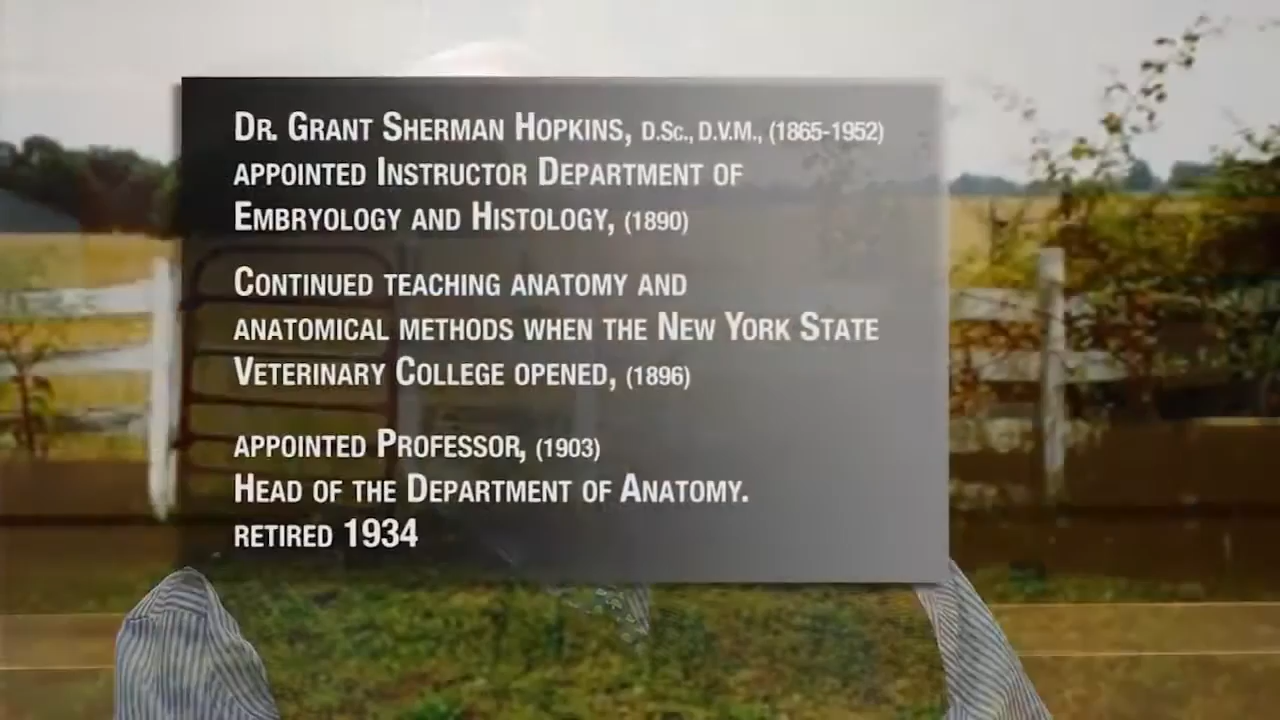 Dr. Grant Sherman Hopkins, D.Sc., D.V.M., (1865-1952)
appointed Instructor Department of
Embryology and Histology, (1890)
Continued teaching anatomy and
anatomical methods when the New York State
Veterinary College opened, (1896)
appointed Professor, (1903)
Head of the Department of Anatomy.
retired 1934